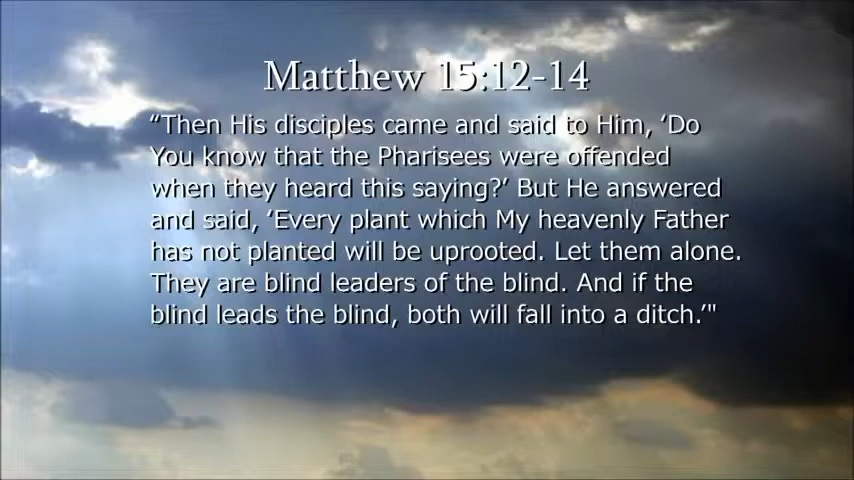 Matthew 15:12-14
“Then His disciples came and said to Him, ‘Do
You know that the Pharisees were offended
when they heard this saying?’ But He answered
and said, ‘Every plant which My heavenly Father
has not planted will be uprooted. Let them alone.
They are blind leaders of the blind. And if the
blind leads the blind, both will fall into a ditch.’"